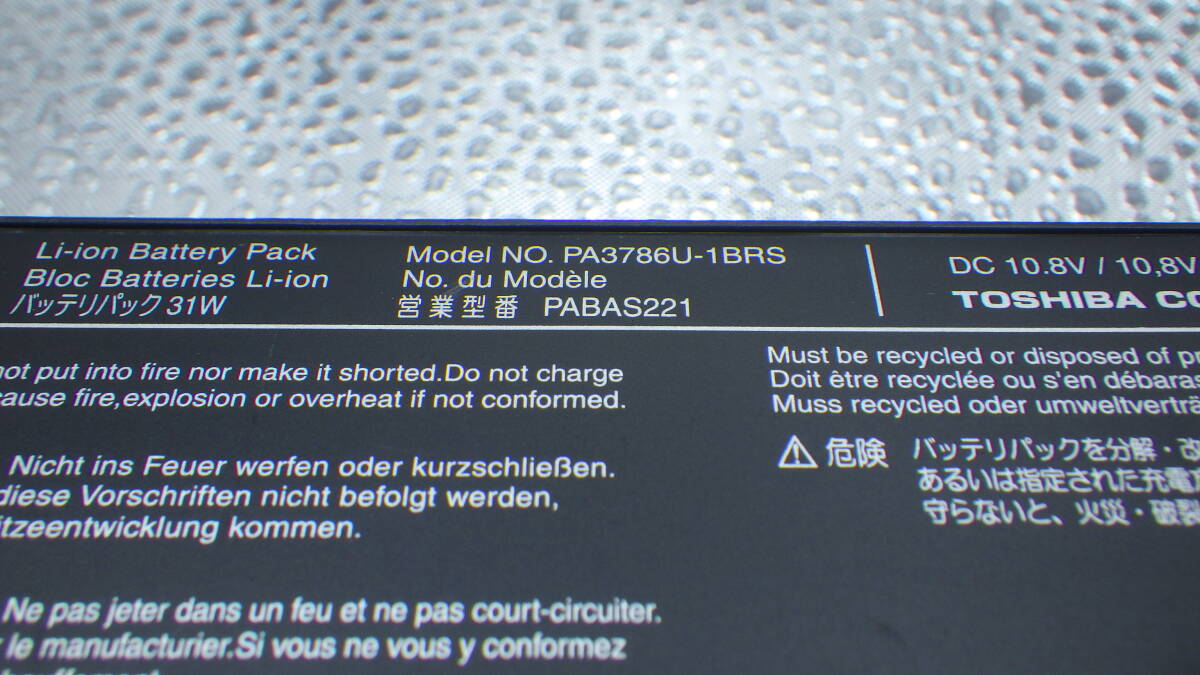 Li-ion Battery Pack
Bloc Batteries Li-ion
バッテリパック 31W
Model NO. PA3786U-1BRS
No. du Modèle
営業型番 PABAS221
DC 10.8V / 10,8V
TOSHIBA
not put into fire nor make it shorted.Do not charge
cause fire,explosion or overheat if not conformed.
Nicht ins Feuer werfen oder kurzschließen.
diese Vorschriften nicht befolgt werden,
itzeentwicklung kommen.
Ne pas jeter dans un feu et ne pas court-circuiter.
le manufacturier.Si vous ne vous y conformez
Must be recycled or disposed of
Doit être recyclée ou s'en débaras
Muss recycled oder umweltverträ
⚠ 危険 バッテリパックを分解・改
あるいは指定された充電
守らないと、火災・破裂